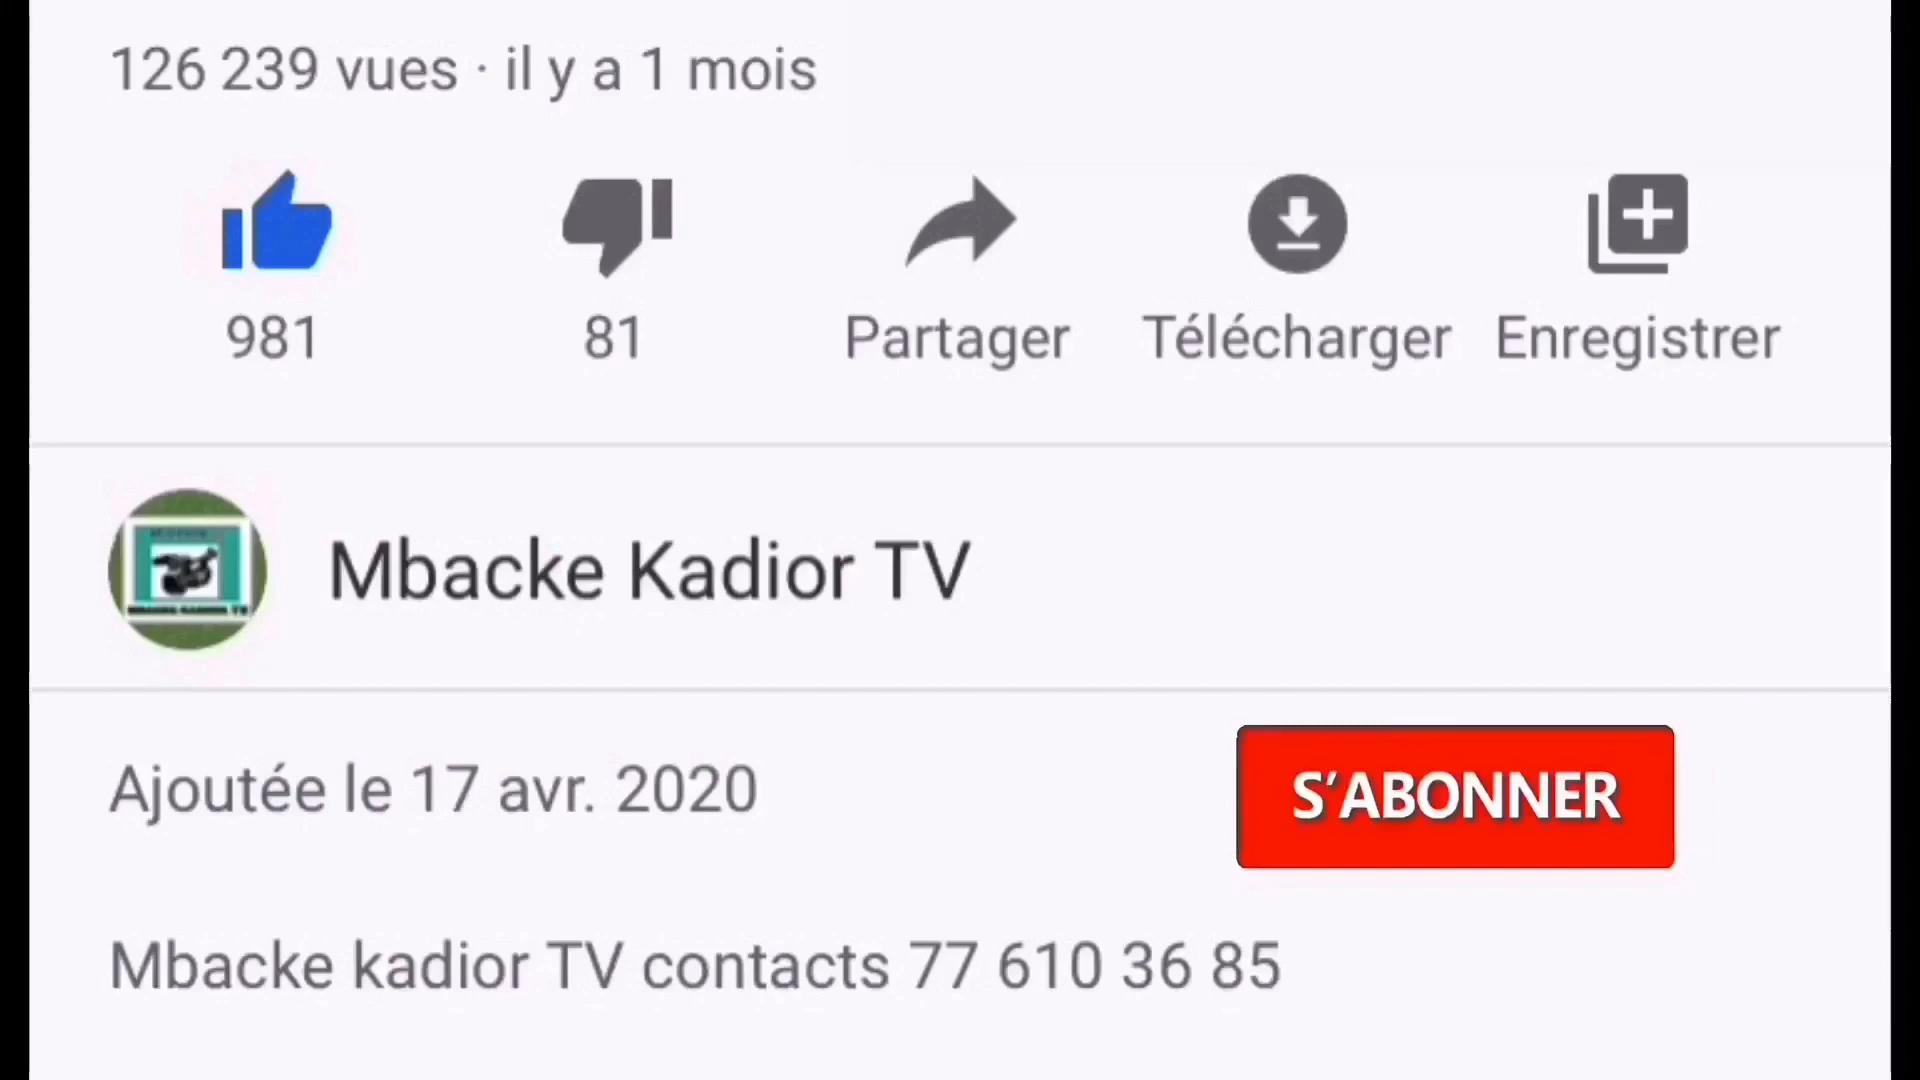 126 239 vues · il y a 1 mois
981
81
Partager
Télécharger
Enregistrer
Mbacke Kadior TV
Ajoutée le 17 avr. 2020
S'ABONNER
Mbacke kadior TV contacts 77 610 36 85